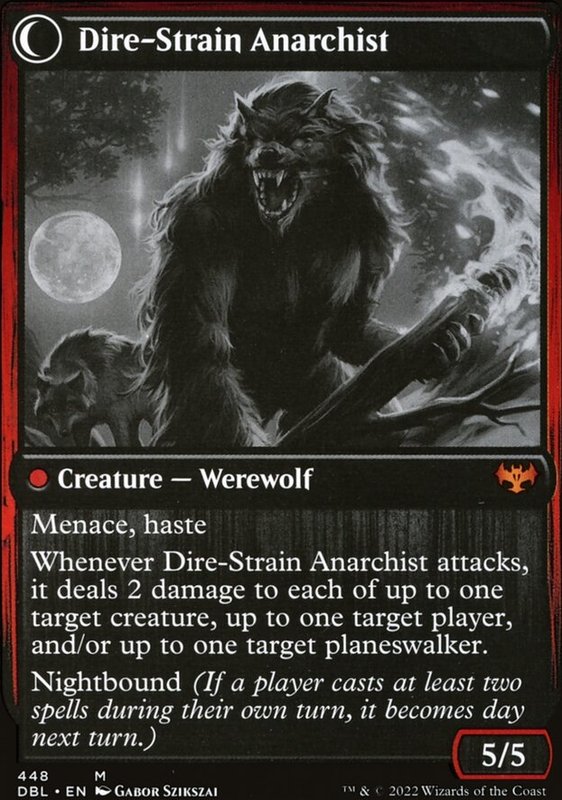 Dire-Strain Anarchist
Creature — Werewolf
Menace, haste
Whenever Dire-Strain Anarchist attacks,
it deals 2 damage to each of up to one
target creature, up to one target player,
and/or up to one target planeswalker.
Nightbound (If a player casts at least two
spells during their own turn, it becomes day
next turn.)
5/5
448 M
DBL • EN Gabor Szikszai
™ & © 2022 Wizards of the Coast